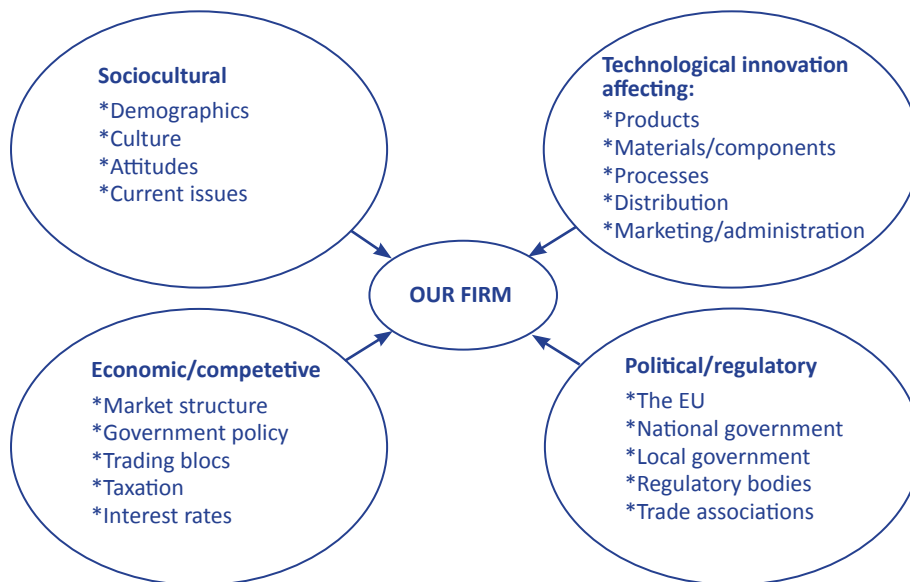 Sociocultural
*Demographics
*Culture
*Attitudes
*Current issues
Technological innovation
affecting:
*Products
*Materials/components
*Processes
*Distribution
*Marketing/administration
OUR FIRM
Economic/competetive
*Market structure
*Government policy
*Trading blocs
*Taxation
*Interest rates
Political/regulatory
*The EU
*National government
*Local government
*Regulatory bodies
*Trade associations